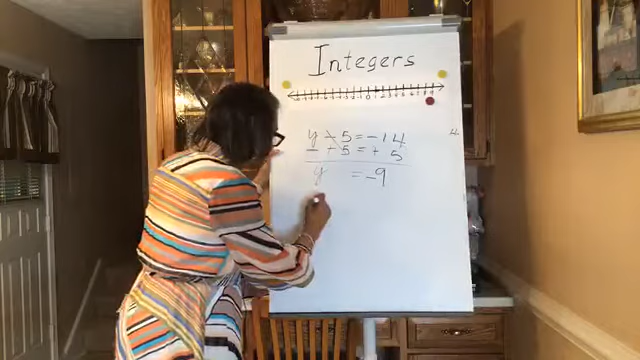 Integers
y - 5 = -14
- + 5 = + 5
y = -9